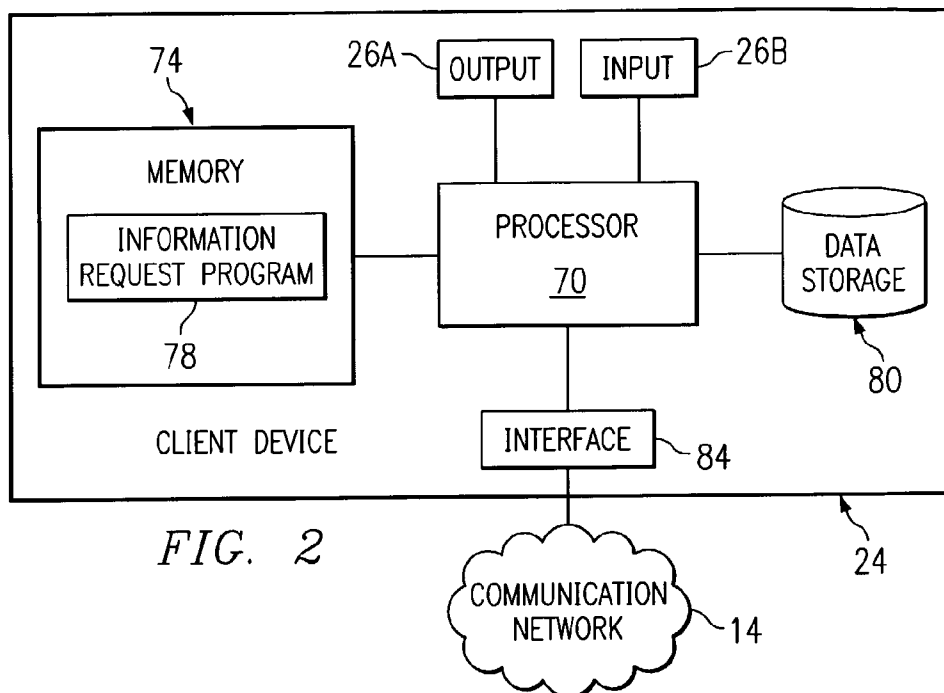 74
26A
OUTPUT
INPUT
26B
MEMORY
INFORMATION
REQUEST PROGRAM
78
PROCESSOR
70
DATA
STORAGE
80
CLIENT DEVICE
INTERFACE
84
24
FIG. 2
COMMUNICATION
NETWORK
14